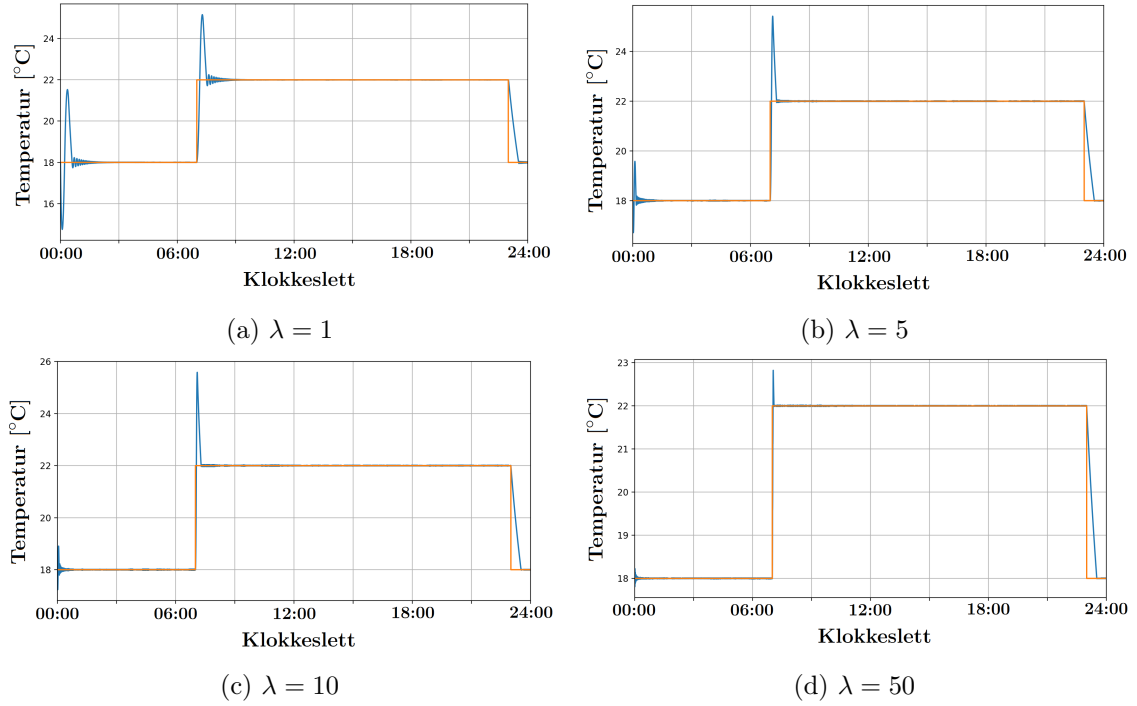 Temperatur [°C]
24
22
20
18
16
00:00 06:00 12:00 18:00 24:00
Klokkeslett
(a) λ = 1
Temperatur [°C]
24
22
20
18
00:00 06:00 12:00 18:00 24:00
Klokkeslett
(b) λ = 5
Temperatur [°C]
26
24
22
20
18
00:00 06:00 12:00 18:00 24:00
Klokkeslett
(c) λ = 10
Temperatur [°C]
23
22
21
20
19
18
00:00 06:00 12:00 18:00 24:00
Klokkeslett
(d) λ = 50